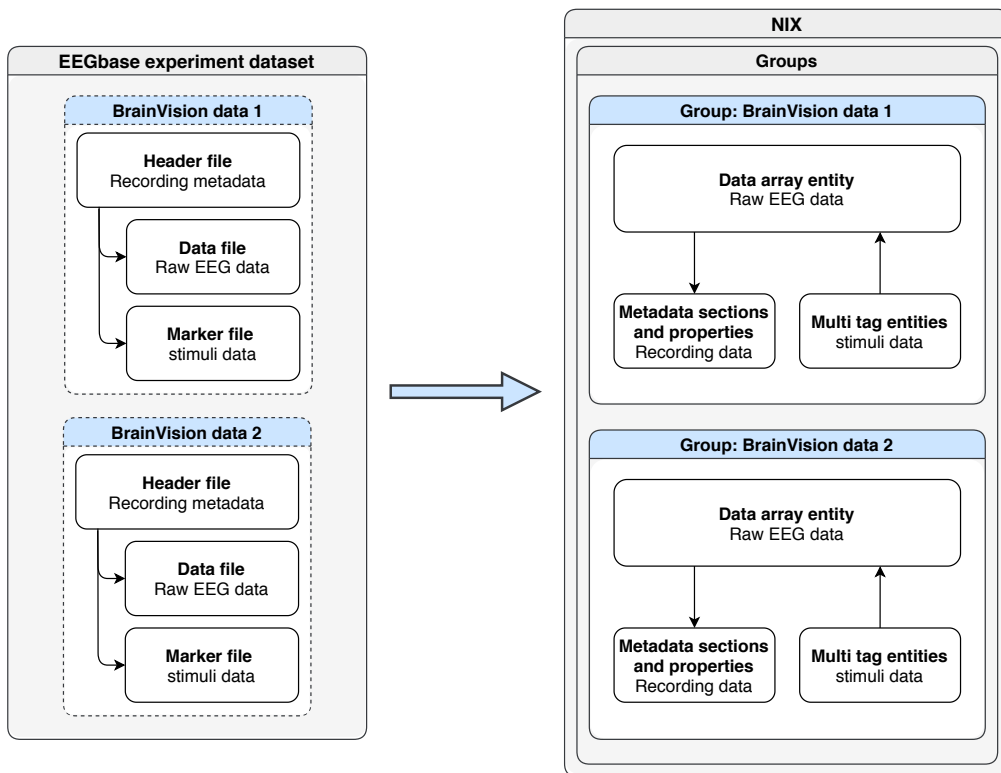 EEGbase experiment dataset
BrainVision data 1
Header file
Recording metadata
Data file
Raw EEG data
Marker file
stimuli data
BrainVision data 2
Header file
Recording metadata
Data file
Raw EEG data
Marker file
stimuli data
NIX
Groups
Group: BrainVision data 1
Data array entity
Raw EEG data
Metadata sections
and properties
Recording data
Multi tag entities
stimuli data
Group: BrainVision data 2
Data array entity
Raw EEG data
Metadata sections
and properties
Recording data
Multi tag entities
stimuli data